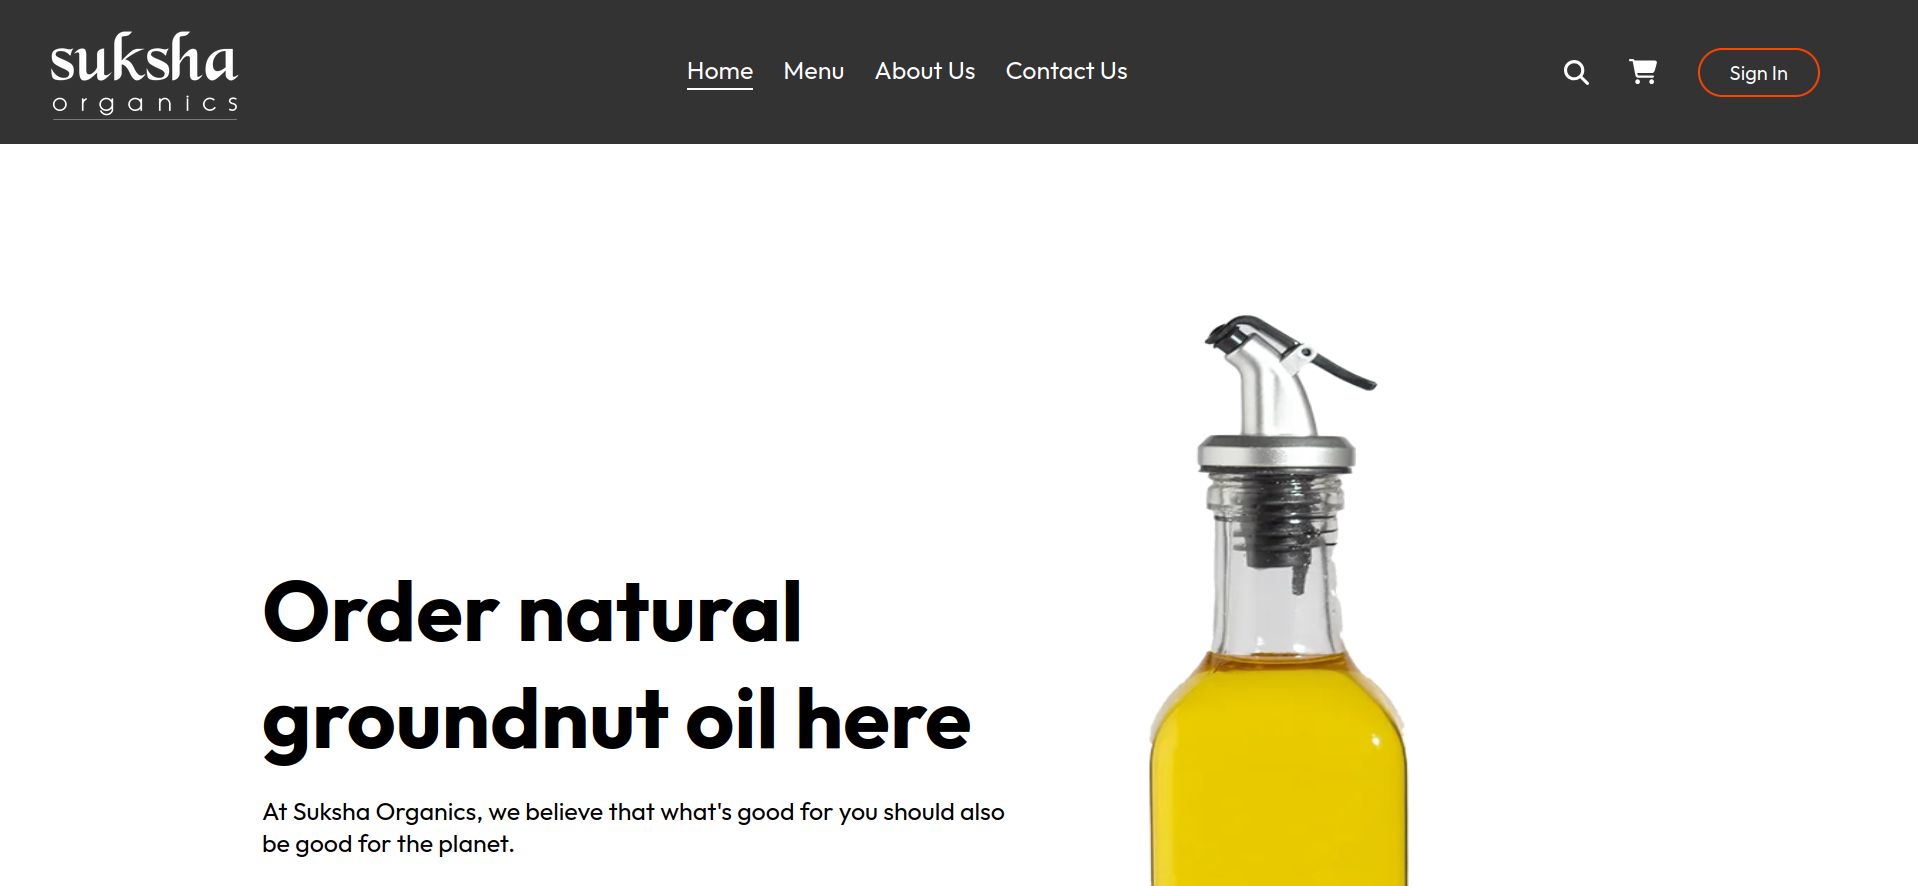 suksha
organics
Home Menu About Us Contact Us
Sign In
Order natural
groundnut oil here
At Suksha Organics, we believe that what's good for you should also
be good for the planet.